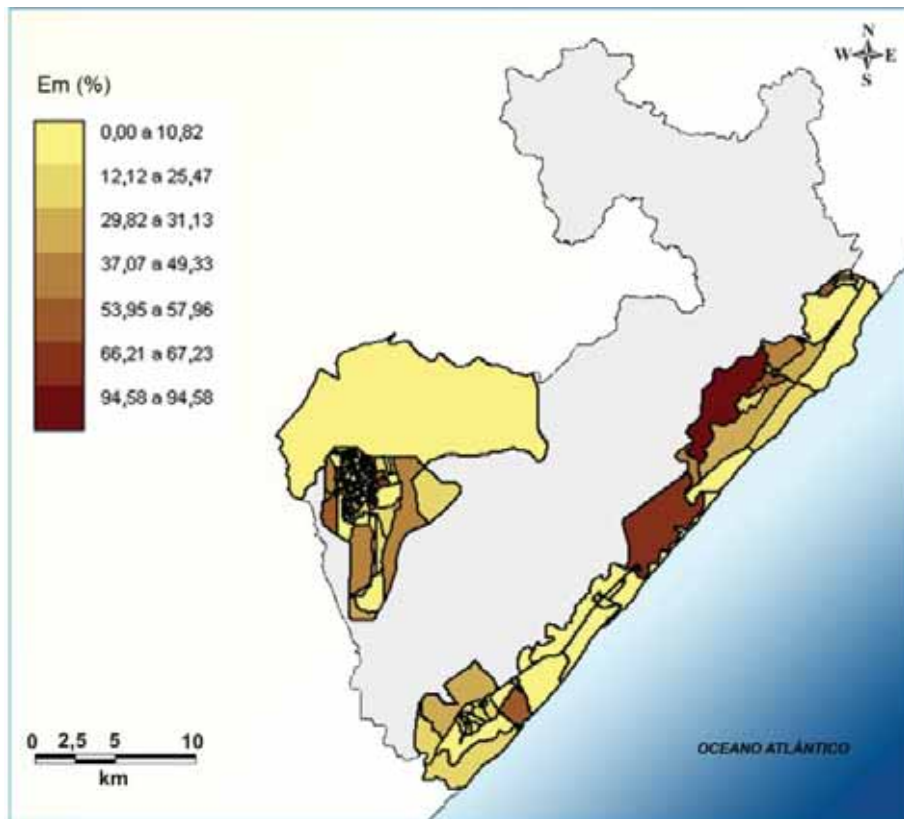 N
W E
S
Em (%)
0,00 a 10,82
12,12 a 25,47
29,82 a 31,13
37,07 a 49,33
53,95 a 57,96
66,21 a 67,23
94,58 a 94,58
0 2,5 5 10
km
OCEANO ATLÂNTICO